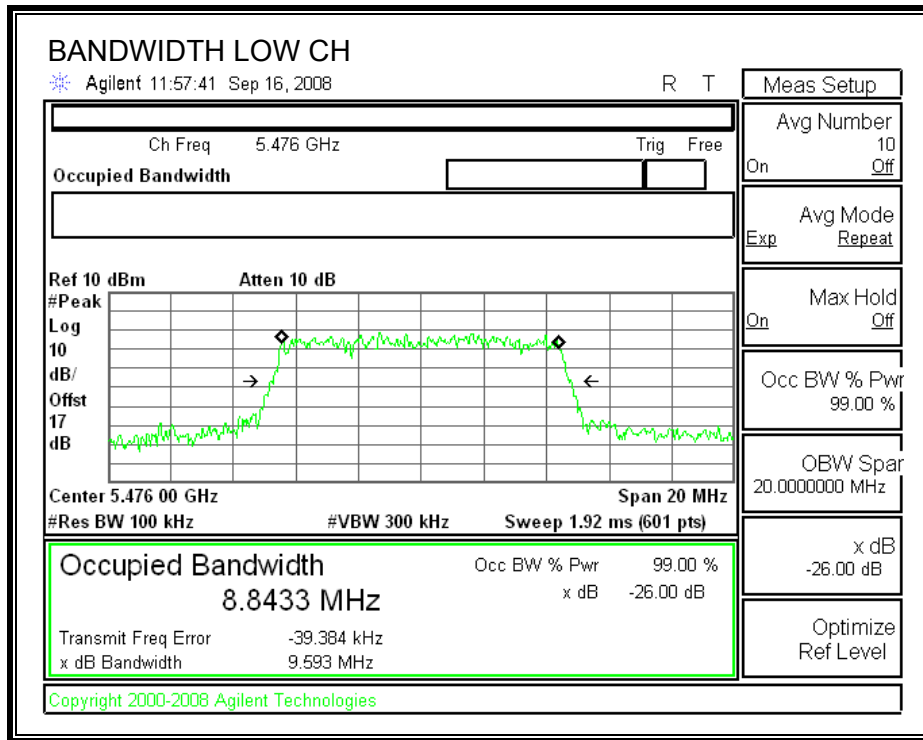 BANDWIDTH LOW CH
Agilent 11:57:41 Sep 16, 2008 R T
Ch Freq 5.476 GHz Trig Free
Occupied Bandwidth
Ref 10 dBm Atten 10 dB
#Peak
Log
10
dB/
Offst
17
dB
Center 5.476 00 GHz Span 20 MHz
#Res BW 100 kHz #VBW 300 kHz Sweep 1.92 ms (601 pts)
Occupied Bandwidth Occ BW % Pwr 99.00 %
8.8433 MHz x dB -26.00 dB
Transmit Freq Error -39.384 kHz
x dB Bandwidth 9.593 MHz
Copyright 2000-2008 Agilent Technologies
Meas Setup
Avg Number
10
On Off
Avg Mode
Exp Repeat
Max Hold
On Off
Occ BW % Pwr
99.00 %
OBW Span
20.0000000 MHz
x dB
-26.00 dB
Optimize
Ref Level